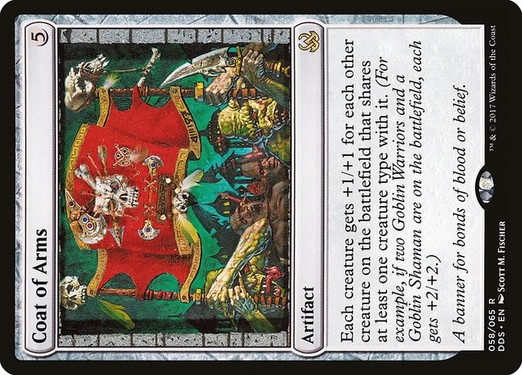 Coat of Arms 5
Artifact
Each creature gets +1/+1 for each other
creature on the battlefield that shares
at least one creature type with it. (For
example, if two Goblin Warriors and a
Goblin Shaman are on the battlefield, each
gets +2/+2.)
A banner for bonds of blood or belief.
058/065 R
DDS • EN Scott M. Fischer
™ & © 2017 Wizards of the Coast